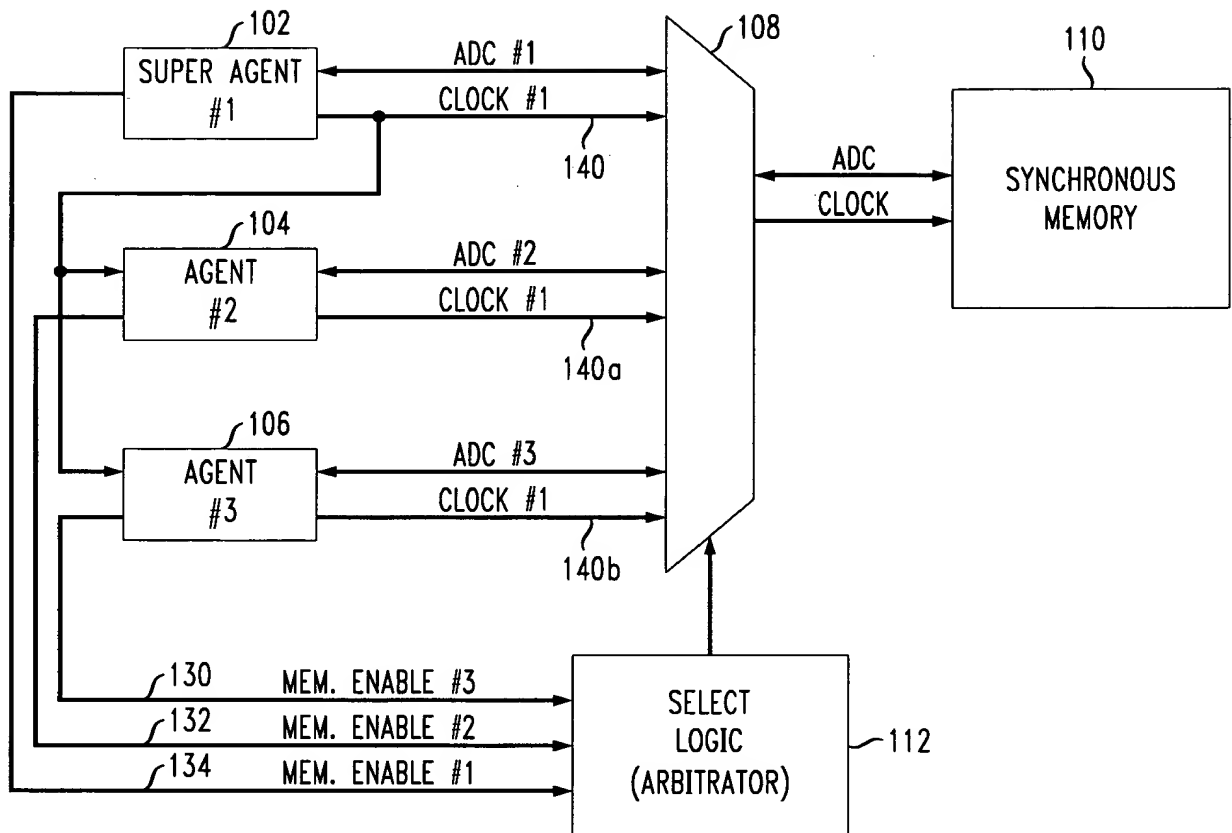 102
SUPER AGENT
#1
ADC #1
CLOCK #1
140
108
110
SYNCHRONOUS
MEMORY
ADC
CLOCK
104
AGENT
#2
ADC #2
CLOCK #1
140a
106
AGENT
#3
ADC #3
CLOCK #1
140b
130
MEM. ENABLE #3
132
MEM. ENABLE #2
134
MEM. ENABLE #1
SELECT
LOGIC
(ARBITRATOR)
112